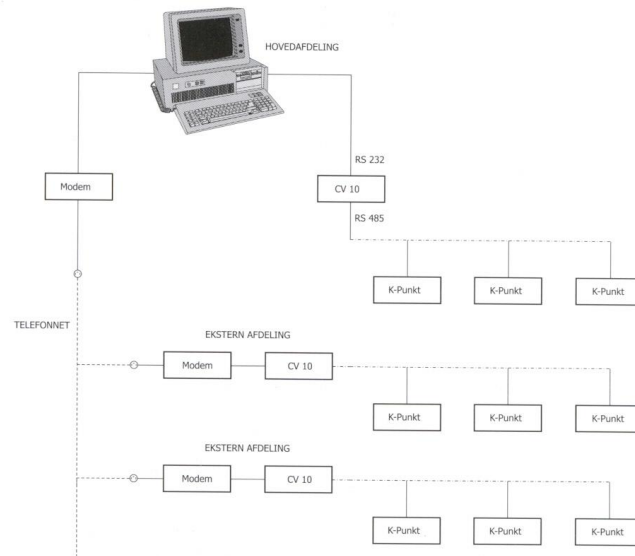 HOVEDAFDELING
RS 232
Modem
CV 10
RS 485
K-Punkt K-Punkt K-Punkt
TELEFONNET
EKSTERN AFDELING
Modem CV 10
K-Punkt K-Punkt K-Punkt
EKSTERN AFDELING
Modem CV 10
K-Punkt K-Punkt K-Punkt